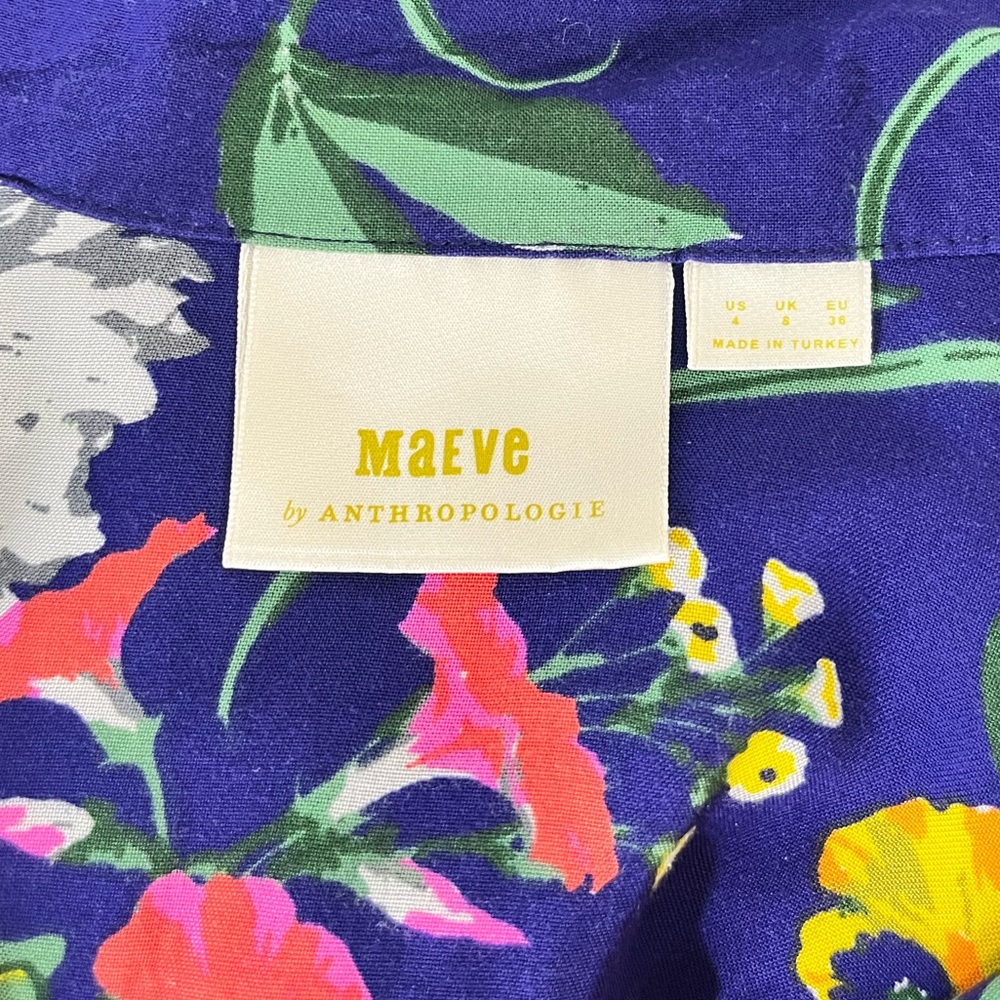 MaEVe
by ANTHROPOLOGIE
US UK EU
4 8 36
MADE IN TURKEY